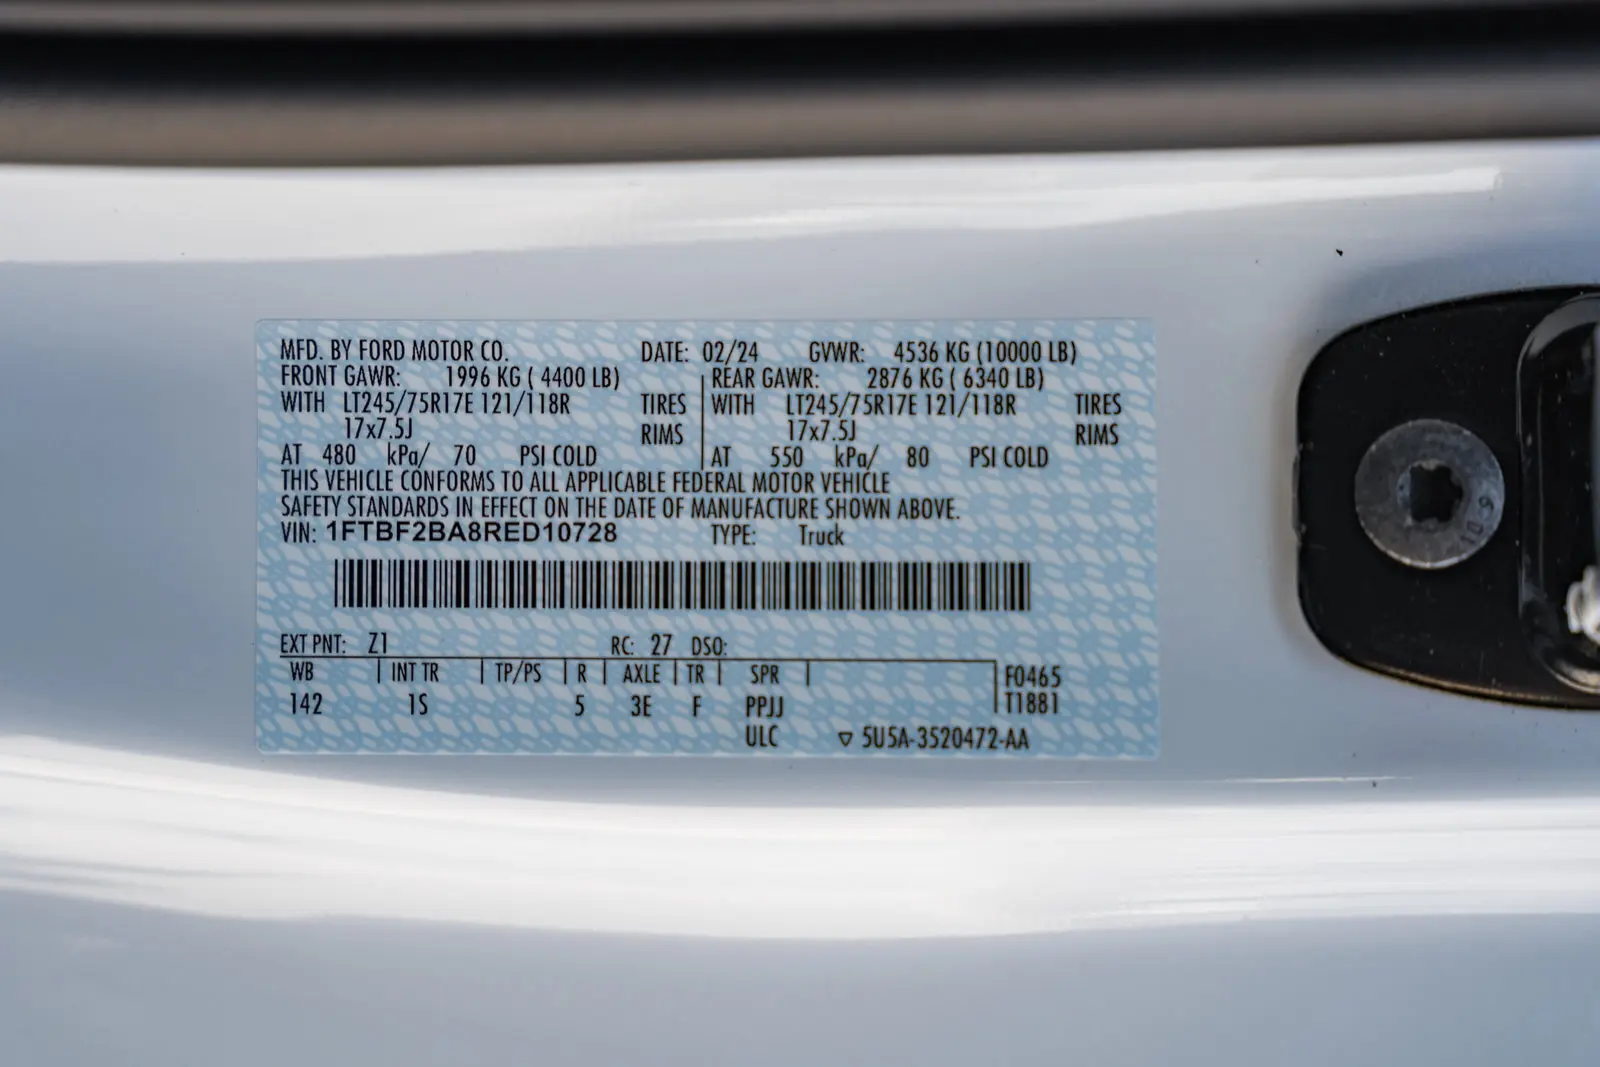 MFD. BY FORD MOTOR CO. DATE: 02/24 GVWR: 4536 KG (10000 LB)
FRONT GAWR: 1996 KG ( 4400 LB) REAR GAWR: 2876 KG ( 6340 LB)
WITH LT245/75R17E 121/118R TIRES WITH LT245/75R17E 121/118R TIRES
17x7.5J RIMS 17x7.5J RIMS
AT 480 kPa/ 70 PSI COLD AT 550 kPa/ 80 PSI COLD
THIS VEHICLE CONFORMS TO ALL APPLICABLE FEDERAL MOTOR VEHICLE
SAFETY STANDARDS IN EFFECT ON THE DATE OF MANUFACTURE SHOWN ABOVE.
VIN: 1FTBF2BA8RED10728 TYPE: Truck
EXT PNT: Z1 RC: 27 DSO:
WB INT TR TP/PS R AXLE TR SPR F0465
142 1S 5 3E F PPJJ T1881
ULC ▽ 5U5A-3520472-AA
10.9